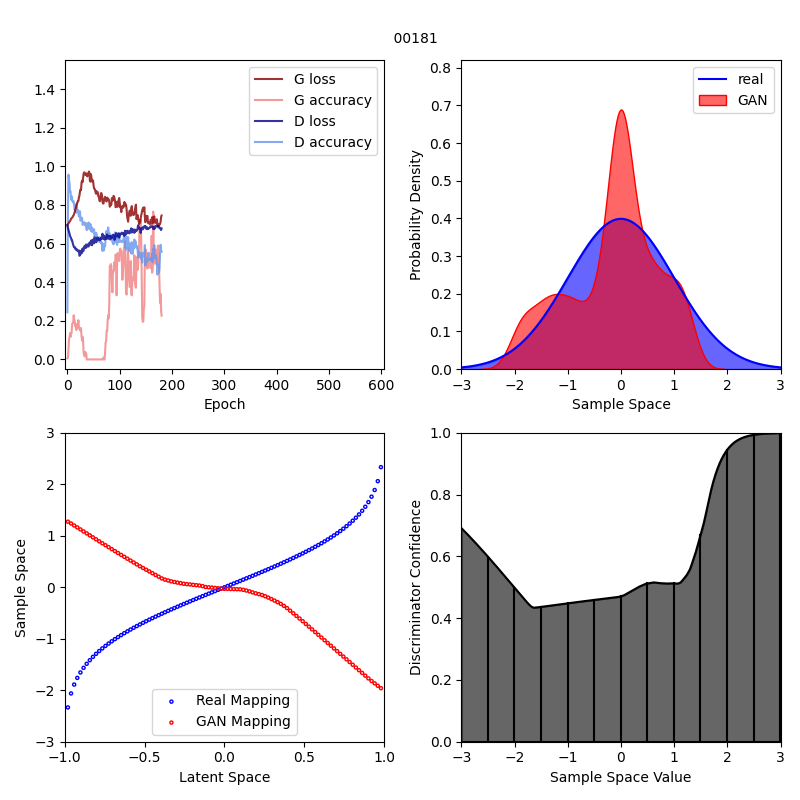 00181
1.4
1.2
1.0
0.8
0.6
0.4
0.2
0.0
G loss
G accuracy
D loss
D accuracy
0 100 200 300 400 500 600
Epoch
Probability Density
0.8
0.7
0.6
0.5
0.4
0.3
0.2
0.1
0.0
real
GAN
−3 −2 −1 0 1 2 3
Sample Space
Sample Space
3
2
1
0
−1
−2
−3
Real Mapping
GAN Mapping
−1.0 −0.5 0.0 0.5 1.0
Latent Space
Discriminator Confidence
1.0
0.8
0.6
0.4
0.2
0.0
−3 −2 −1 0 1 2 3
Sample Space Value